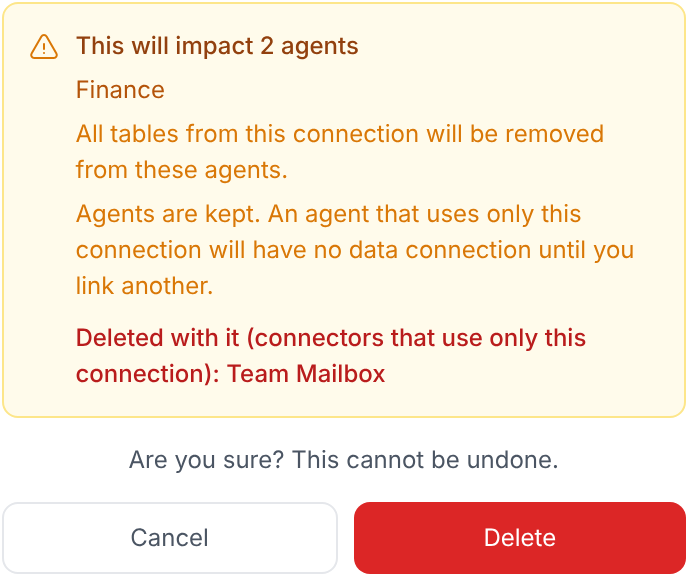 This will impact 2 agents
Finance
All tables from this connection will be removed
from these agents.
Agents are kept. An agent that uses only this
connection will have no data connection until you
link another.
Deleted with it (connectors that use only this
connection): Team Mailbox
Are you sure? This cannot be undone.
Cancel
Delete